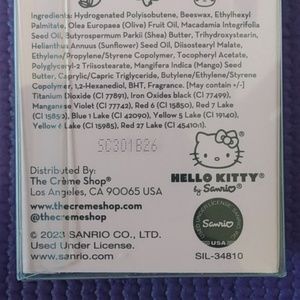 Ingredients: Hydrogenated Polyisobutene, Beeswax, Ethylhexyl
Palmitate, Olea Europaea (Olive) Fruit Oil, Macadamia Integrifolia
Seed Oil, Butyrospermum Parkii (Shea) Butter, Trihydroxystearin,
Helianthus Annuus (Sunflower) Seed Oil, Diisostearyl Malate,
Ethylene/Propylene/Styrene Copolymer, Tocopheryl Acetate,
Polyglyceryl-2 Triisostearate, Mangifera Indica (Mango) Seed
Butter, Caprylic/Capric Triglyceride, Butylene/Ethylene/Styrene
Copolymer, 1,2-Hexanediol, BHT, Fragrance. [May contain +/-]
Titanium Dioxide (CI 77891), Iron Oxides black (CI 77499),
Manganese Violet (CI 77742), Red 6 (CI 15850), Red 7 Lake
(CI 15850), Blue 1 Lake (CI 42090), Yellow 5 Lake (CI 19140),
Yellow 6 Lake (CI 15985), Red 27 Lake (CI 45410:1).
5C301B26
Distributed By:
The Crème Shop®
Los Angeles, CA 90065 USA
www.thecremeshop.com
@thecremeshop
© 2023 SANRIO CO., LTD.
Used Under License.
www.sanrio.com
HELLO KITTY®
by Sanrio®
Sanrio
USA
SIL-34810